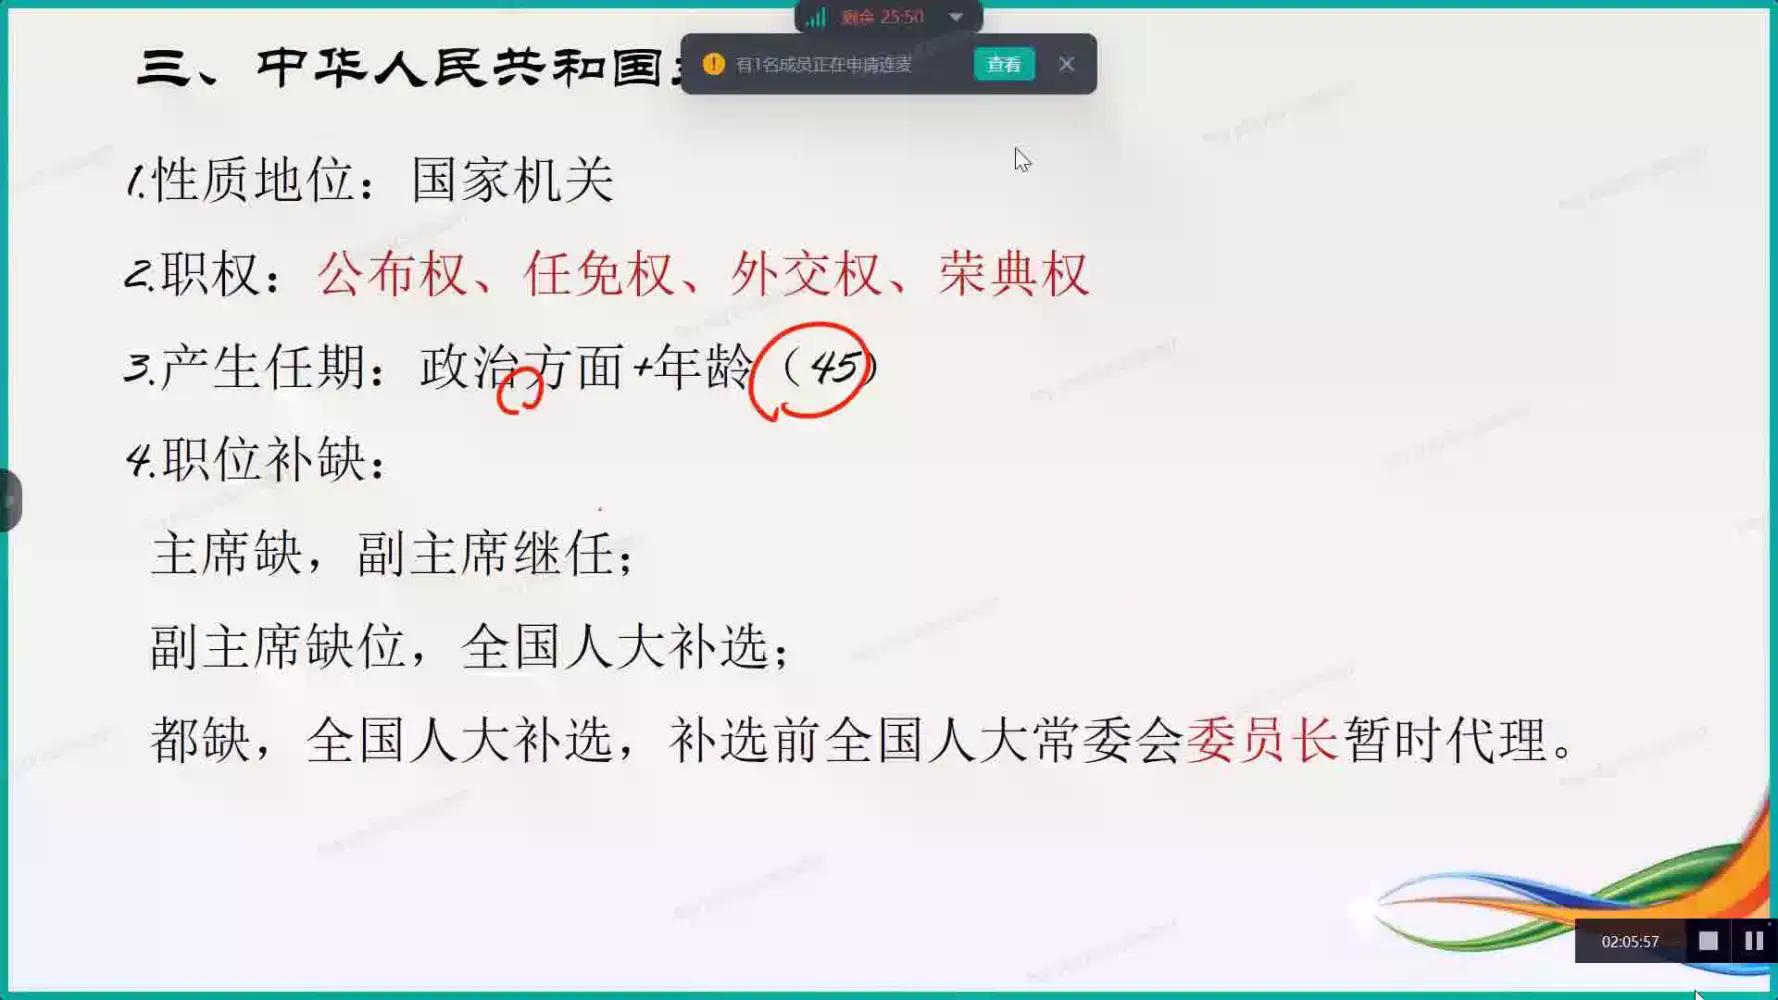 剩余 25:50
有1名成员正在申请连麦 查看
三、中华人民共和国
1.性质地位：国家机关
2.职权：公布权、任免权、外交权、荣典权
3.产生任期：政治方面+年龄（45）
4.职位补缺：
主席缺，副主席继任；
副主席缺位，全国人大补选；
都缺，全国人大补选，补选前全国人大常委会委员长暂时代理。
02:05:57